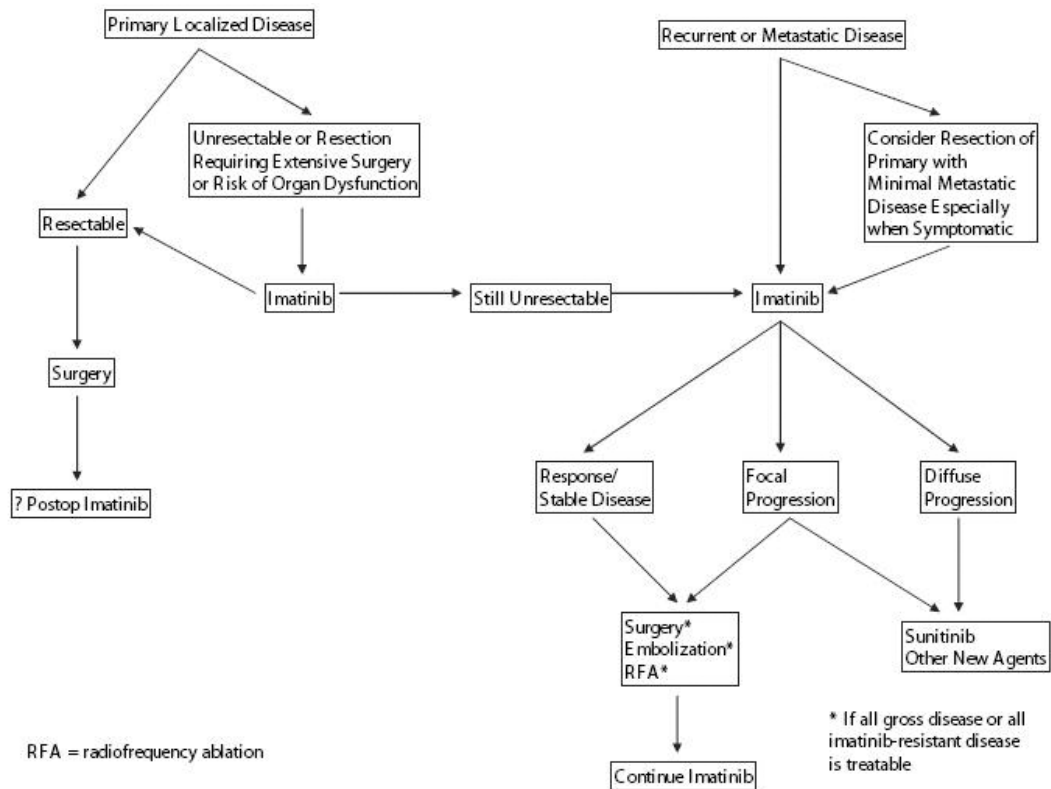 Primary Localized Disease
Recurrent or Metastatic Disease
Unresectable or Resection
Requiring Extensive Surgery
or Risk of Organ Dysfunction
Consider Resection of
Primary with
Minimal Metastatic
Disease Especially
when Symptomatic
Resectable
Imatinib
Still Unresectable
Imatinib
Surgery
? Postop Imatinib
Response/
Stable Disease
Focal
Progression
Diffuse
Progression
Surgery*
Embolization*
RFA*
Sunitinib
Other New Agents
Continue Imatinib
RFA = radiofrequency ablation
* If all gross disease or all
imatinib-resistant disease
is treatable